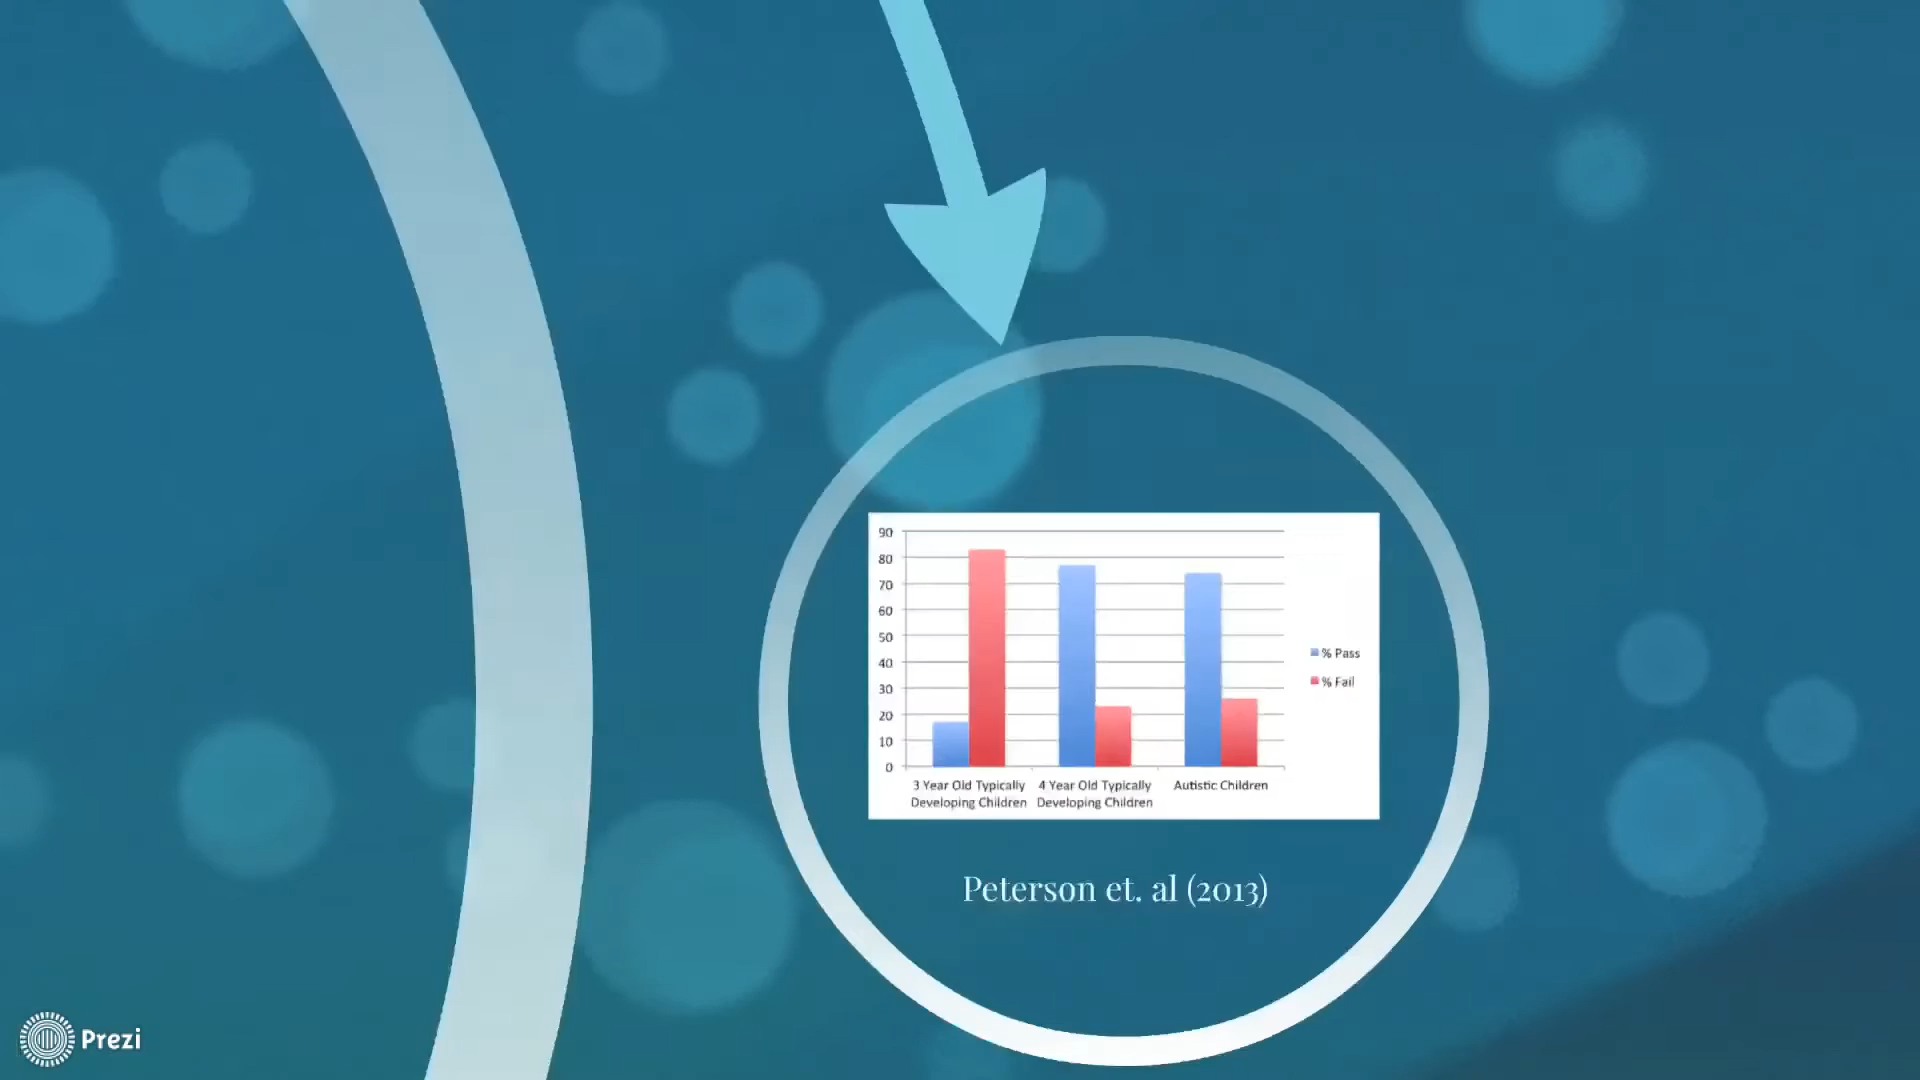 90
80
70
60
50
40
30
20
10
0
3 Year Old Typically
Developing Children
4 Year Old Typically
Developing Children
Autistic Children
% Pass
% Fail
Peterson et. al (2013)
Prezi